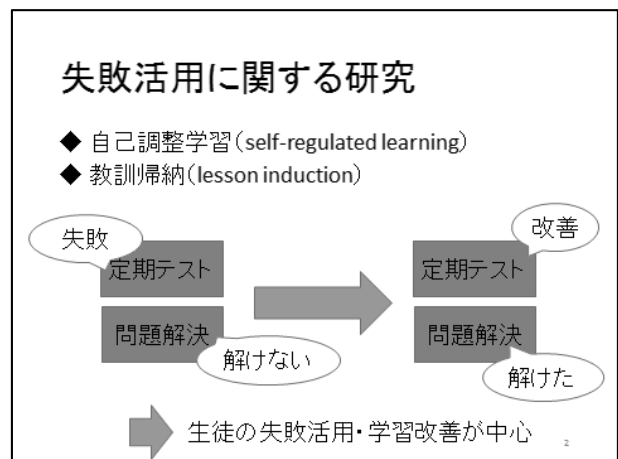 失敗活用に関する研究
◆ 自己調整学習(self-regulated learning)
◆ 教訓帰納(lesson induction)
失敗
定期テスト
問題解決
解けない
改善
定期テスト
問題解決
解けた
生徒の失敗活用・学習改善が中心
2